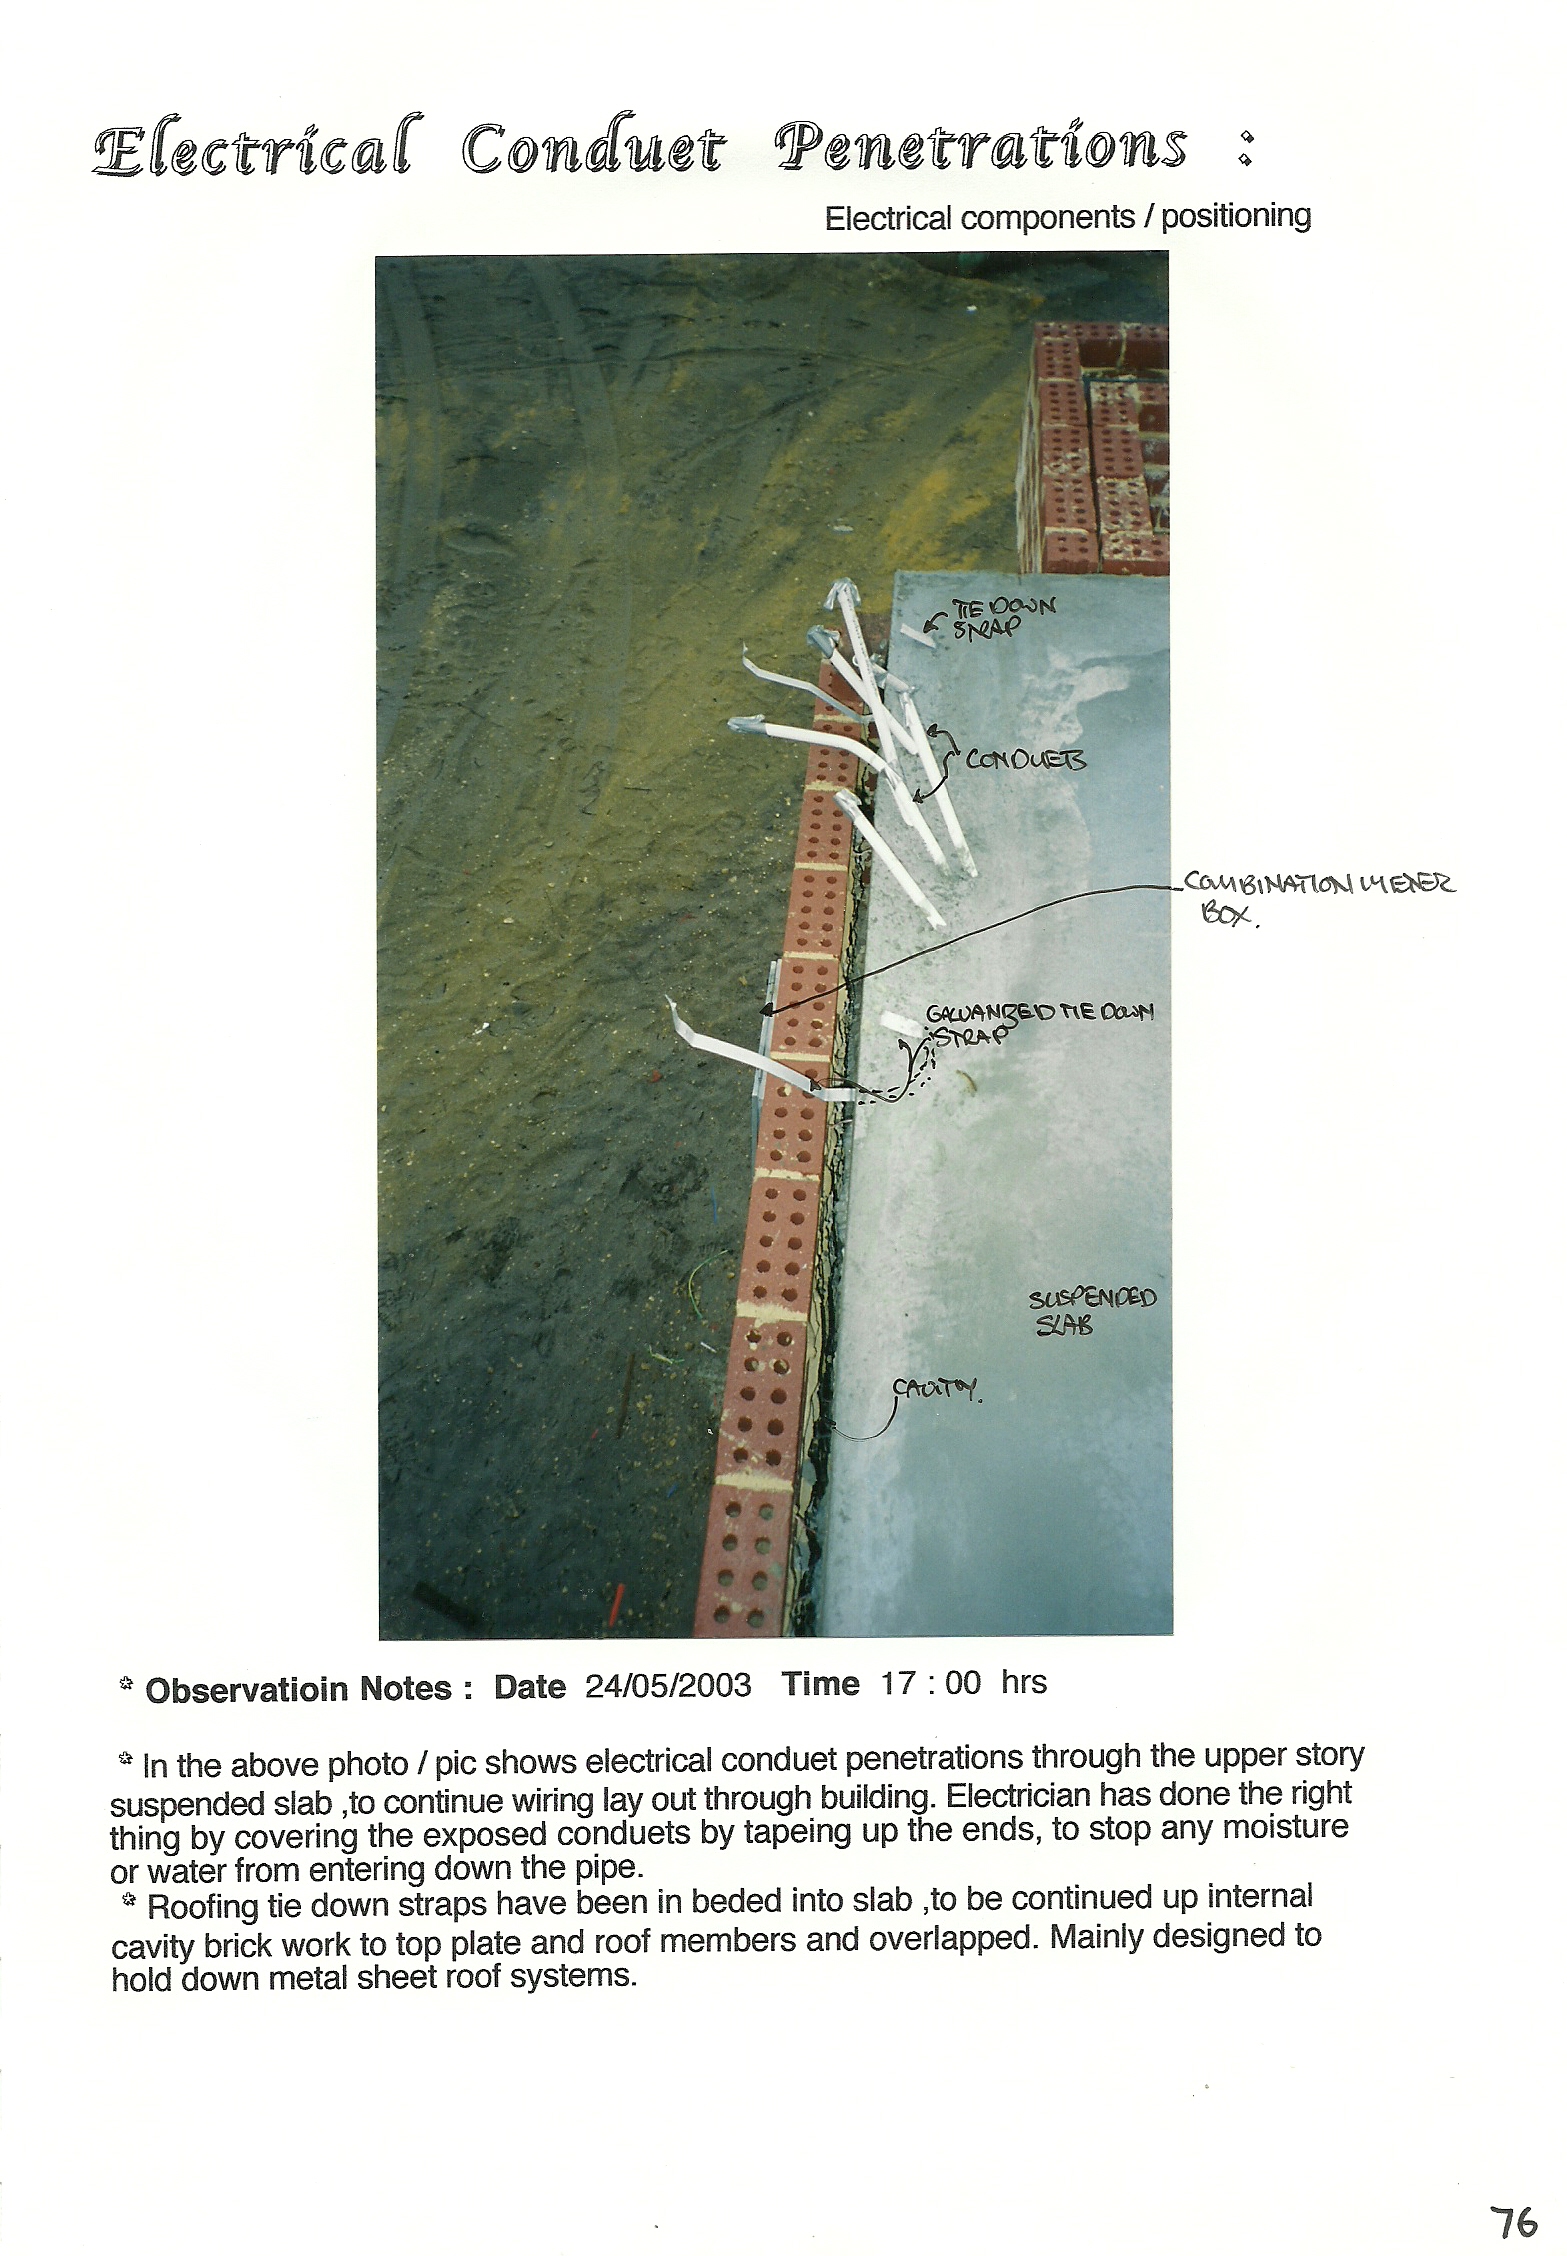 Electrical Conduet Penetrations :
Electrical components / positioning
TIE DOWN
STRAP
CONDUETS
COMBINATION METER
BOX.
GALVANIZED TIE DOWN
STRAP
SUSPENDED
SLAB
CAVITY.
* Observatioin Notes : Date 24/05/2003 Time 17 : 00 hrs
* In the above photo / pic shows electrical conduet penetrations through the upper story
suspended slab ,to continue wiring lay out through building. Electrician has done the right
thing by covering the exposed conduets by tapeing up the ends, to stop any moisture
or water from entering down the pipe.
* Roofing tie down straps have been in beded into slab ,to be continued up internal
cavity brick work to top plate and roof members and overlapped. Mainly designed to
hold down metal sheet roof systems.
76